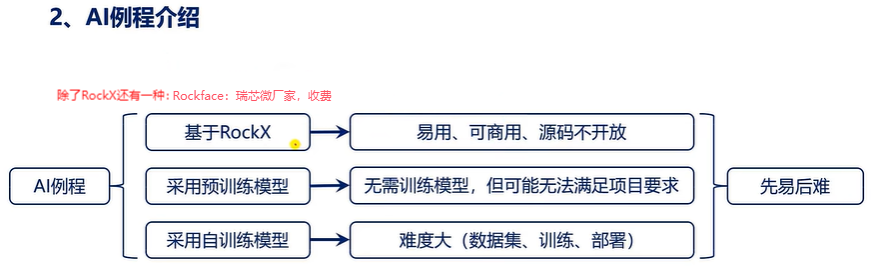 2、AI例程介绍
除了RockX还有一种：Rockface：瑞芯微厂家，收费
基于RockX
易用、可商用、源码不开放
AI例程
采用预训练模型
无需训练模型，但可能无法满足项目要求
先易后难
采用自训练模型
难度大（数据集、训练、部署）